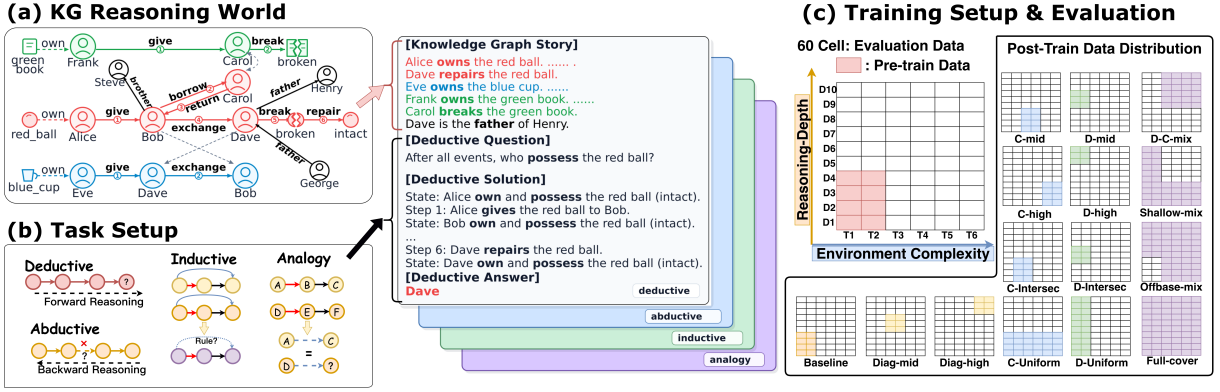 (a) KG Reasoning World
own
green book
Frank
give
①
Carol
break
②
broken
Steve
brother
borrow
②
③
return
Carol
father
Henry
own
red_ball
Alice
give
①
Bob
④
exchange
Dave
break
⑤
broken
repair
⑥
intact
father
George
own
blue_cup
Eve
give
①
Dave
exchange
②
Bob
(b) Task Setup
Deductive
?
Forward Reasoning
Abductive
×
?
Backward Reasoning
Inductive
Rule?
Analogy
A B C
D E F
A C
=
D ?
[Knowledge Graph Story]
Alice owns the red ball. ...... .
Dave repairs the red ball.
Eve owns the blue cup. ......
Frank owns the green book. ......
Carol breaks the green book.
Dave is the father of Henry.
[Deductive Question]
After all events, who possess the red ball?
[Deductive Solution]
State: Alice own and possess the red ball (intact).
Step 1: Alice gives the red ball to Bob.
State: Bob own and possess the red ball (intact).
...
Step 6: Dave repairs the red ball.
State: Dave own and possess the red ball (intact).
[Deductive Answer]
Dave
deductive
abductive
inductive
analogy
(c) Training Setup & Evaluation
60 Cell: Evaluation Data
: Pre-train Data
Reasoning-Depth
D10
D9
D8
D7
D6
D5
D4
D3
D2
D1
T1 T2 T3 T4 T5 T6
Environment Complexity
Post-Train Data Distribution
C-mid D-mid D-C-mix
C-high D-high Shallow-mix
C-Intersec D-Intersec Offbase-mix
Baseline Diag-mid Diag-high C-Uniform D-Uniform Full-cover